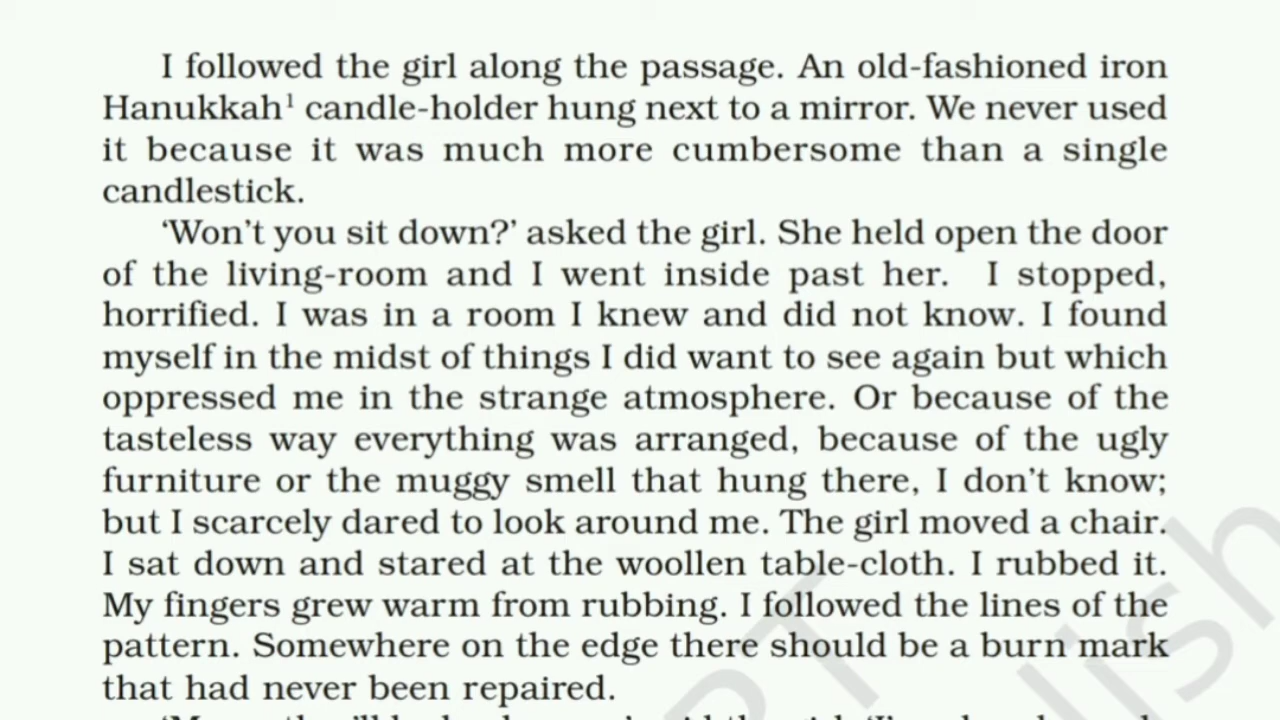 I followed the girl along the passage. An old-fashioned iron
Hanukkah¹ candle-holder hung next to a mirror. We never used
it because it was much more cumbersome than a single
candlestick.
‘Won’t you sit down?’ asked the girl. She held open the door
of the living-room and I went inside past her. I stopped,
horrified. I was in a room I knew and did not know. I found
myself in the midst of things I did want to see again but which
oppressed me in the strange atmosphere. Or because of the
tasteless way everything was arranged, because of the ugly
furniture or the muggy smell that hung there, I don’t know;
but I scarcely dared to look around me. The girl moved a chair.
I sat down and stared at the woollen table-cloth. I rubbed it.
My fingers grew warm from rubbing. I followed the lines of the
pattern. Somewhere on the edge there should be a burn mark
that had never been repaired.